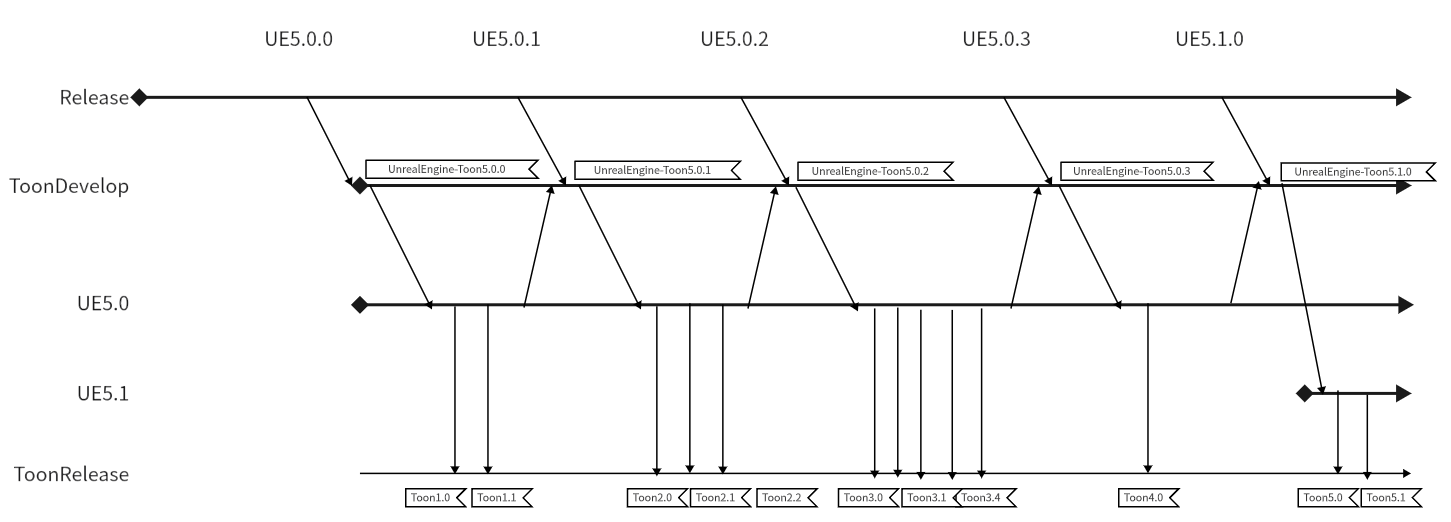 UE5.0.0 UE5.0.1 UE5.0.2 UE5.0.3 UE5.1.0
Release
UnrealEngine-Toon5.0.0 UnrealEngine-Toon5.0.1 UnrealEngine-Toon5.0.2 UnrealEngine-Toon5.0.3 UnrealEngine-Toon5.1.0
ToonDevelop
UE5.0
UE5.1
ToonRelease
Toon1.0 Toon1.1 Toon2.0 Toon2.1 Toon2.2 Toon3.0 Toon3.1 Toon3.4 Toon4.0 Toon5.0 Toon5.1